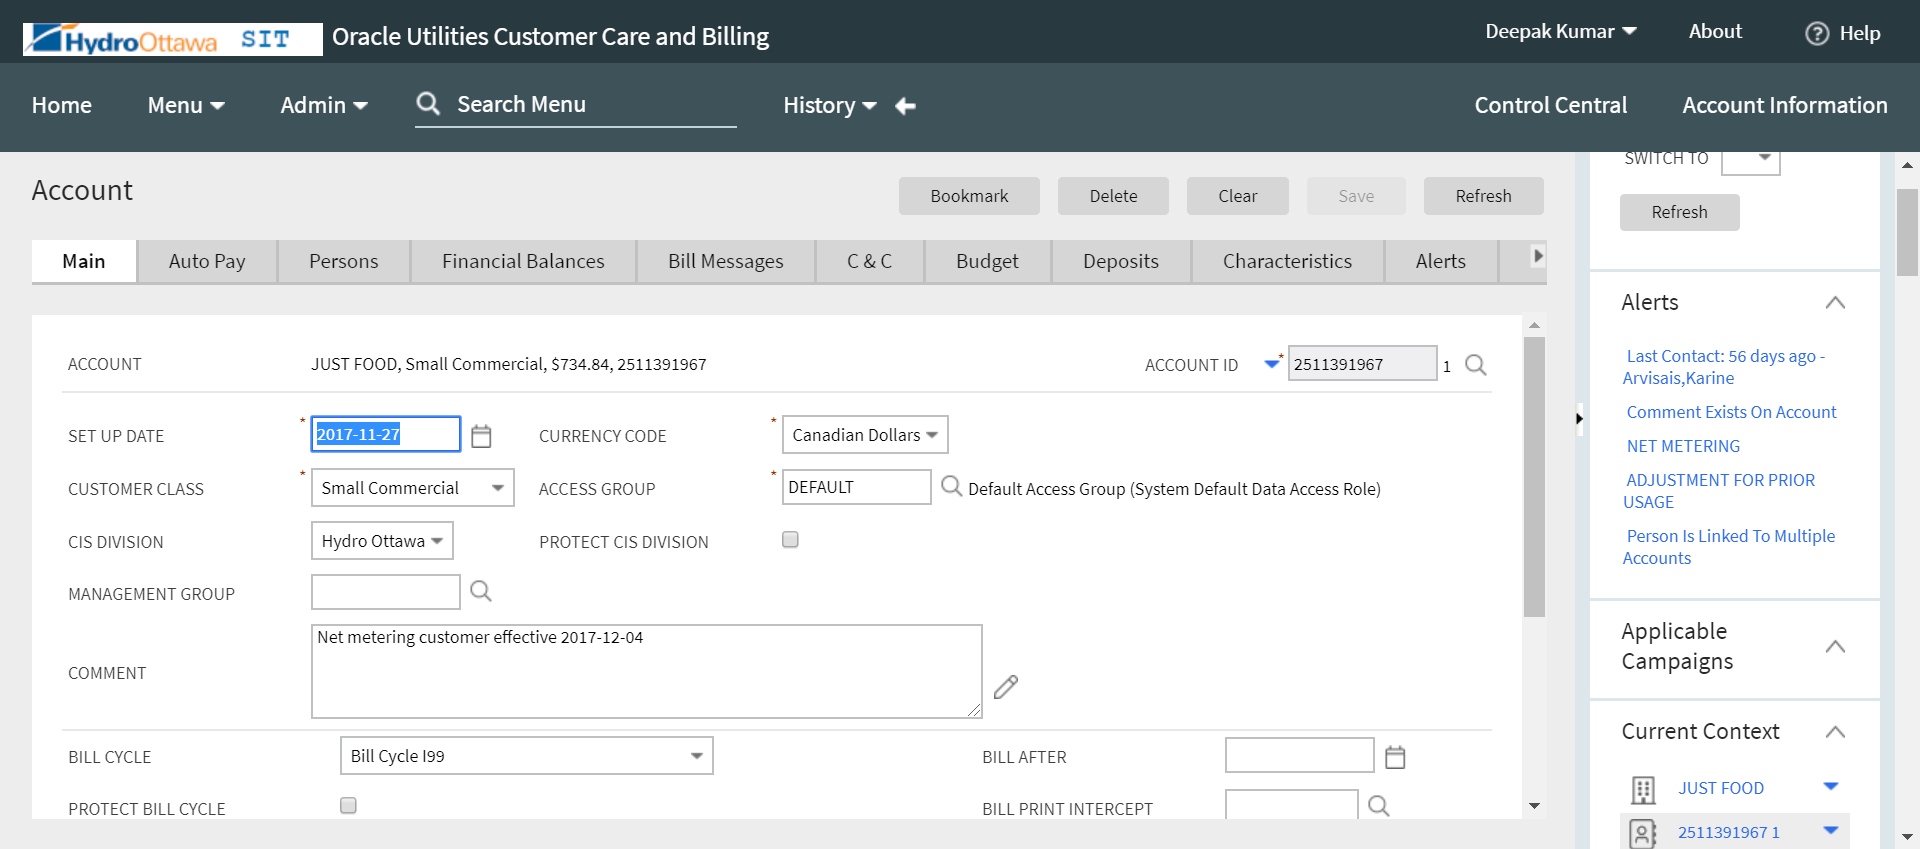 HydroOttawa SIT Oracle Utilities Customer Care and Billing Deepak Kumar About ? Help
Home Menu Admin Search Menu History Control Central Account Information
Account Bookmark Delete Clear Save Refresh
Main Auto Pay Persons Financial Balances Bill Messages C & C Budget Deposits Characteristics Alerts
ACCOUNT JUST FOOD, Small Commercial, $734.84, 2511391967 ACCOUNT ID * 2511391967 1
SET UP DATE * 2017-11-27 CURRENCY CODE * Canadian Dollars
CUSTOMER CLASS * Small Commercial ACCESS GROUP * DEFAULT Default Access Group (System Default Data Access Role)
CIS DIVISION Hydro Ottawa PROTECT CIS DIVISION
MANAGEMENT GROUP
COMMENT Net metering customer effective 2017-12-04
BILL CYCLE Bill Cycle I99 BILL AFTER
PROTECT BILL CYCLE BILL PRINT INTERCEPT
SWITCH TO
Refresh
Alerts
Last Contact: 56 days ago -
Arvisais,Karine
Comment Exists On Account
NET METERING
ADJUSTMENT FOR PRIOR
USAGE
Person Is Linked To Multiple
Accounts
Applicable
Campaigns
Current Context
JUST FOOD
2511391967 1